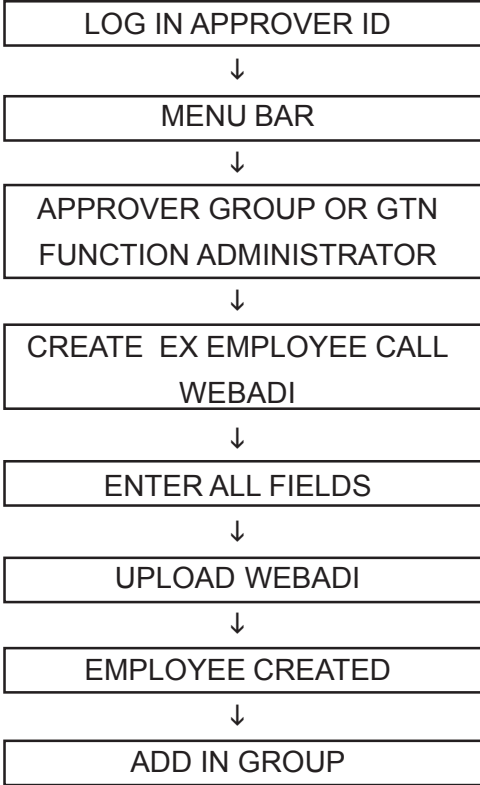 LOG IN APPROVER ID
↓
MENU BAR
↓
APPROVER GROUP OR GTN
FUNCTION ADMINISTRATOR
↓
CREATE EX EMPLOYEE CALL
WEBADI
↓
ENTER ALL FIELDS
↓
UPLOAD WEBADI
↓
EMPLOYEE CREATED
↓
ADD IN GROUP